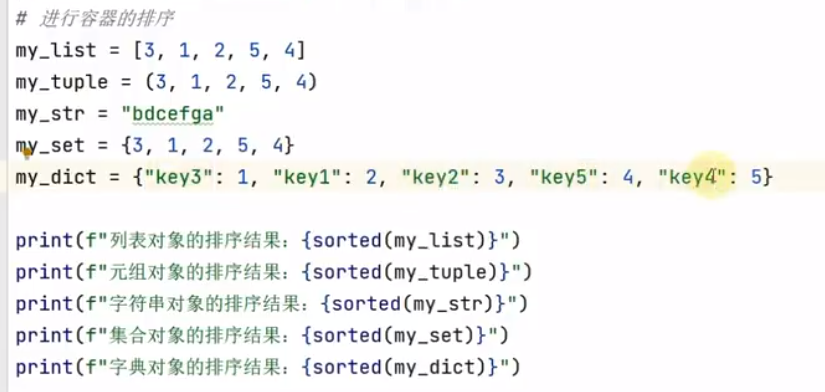 # 进行容器的排序
my_list = [3, 1, 2, 5, 4]
my_tuple = (3, 1, 2, 5, 4)
my_str = "bdcefga"
my_set = {3, 1, 2, 5, 4}
my_dict = {"key3": 1, "key1": 2, "key2": 3, "key5": 4, "key4": 5}
print(f"列表对象的排序结果：{sorted(my_list)}")
print(f"元组对象的排序结果：{sorted(my_tuple)}")
print(f"字符串对象的排序结果：{sorted(my_str)}")
print(f"集合对象的排序结果：{sorted(my_set)}")
print(f"字典对象的排序结果：{sorted(my_dict)}")